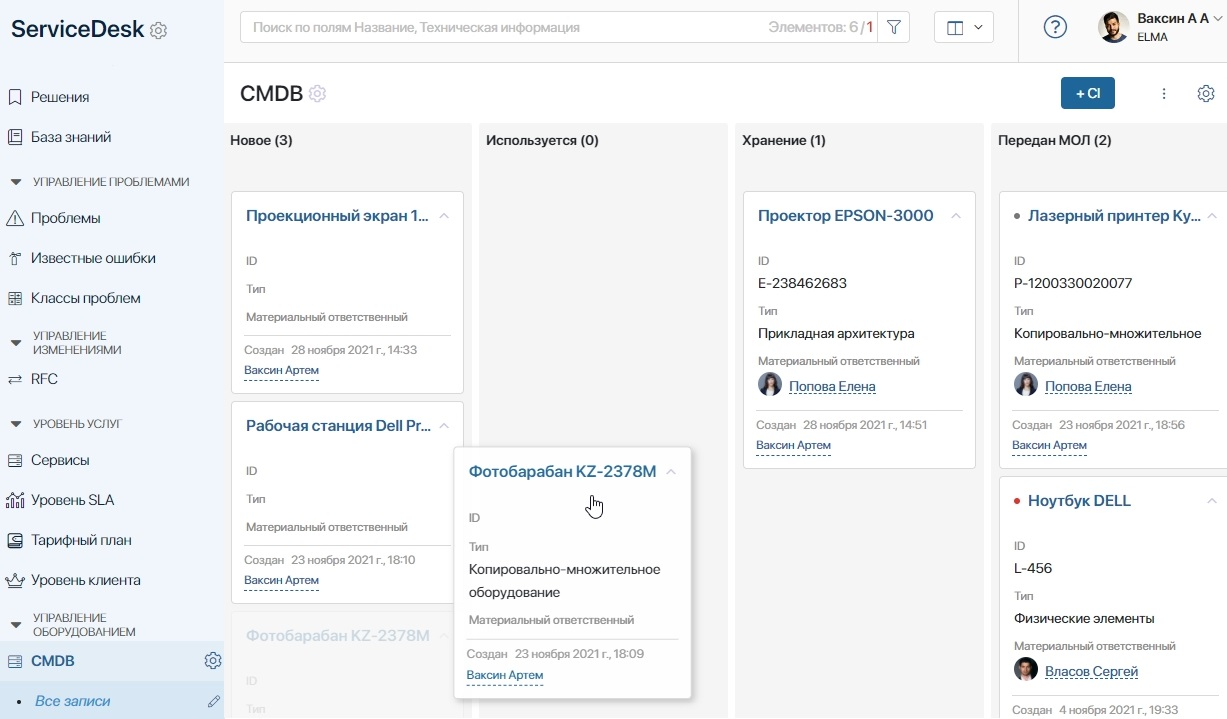 ServiceDesk
Поиск по полям Название, Техническая информация
Элементов: 6/1
?
Ваксин А А
ELMA
Решения
База знаний
УПРАВЛЕНИЕ ПРОБЛЕМАМИ
Проблемы
Известные ошибки
Классы проблем
УПРАВЛЕНИЕ
ИЗМЕНЕНИЯМИ
RFC
УРОВЕНЬ УСЛУГ
Сервисы
Уровень SLA
Тарифный план
Уровень клиента
УПРАВЛЕНИЕ
ОБОРУДОВАНИЕМ
CMDB
Все записи
CMDB
+ CI
Новое (3)
Проекционный экран 1...
ID
Тип
Материальный ответственный
Создан 28 ноября 2021 г., 14:33
Ваксин Артем
Рабочая станция Dell Pr...
ID
Тип
Материальный ответственный
Создан 23 ноября 2021 г., 18:10
Ваксин Артем
Фотобарабан KZ-2378M
ID
Тип
Используется (0)
Фотобарабан KZ-2378M
ID
Тип
Копировально-множительное
оборудование
Материальный ответственный
Создан 23 ноября 2021 г., 18:09
Ваксин Артем
Хранение (1)
Проектор EPSON-3000
ID
E-238462683
Тип
Прикладная архитектура
Материальный ответственный
Попова Елена
Создан 28 ноября 2021 г., 14:51
Ваксин Артем
Передан МОЛ (2)
Лазерный принтер Ку...
ID
P-1200330020077
Тип
Копировально-множительное
Материальный ответственный
Попова Елена
Создан 23 ноября 2021 г., 18:56
Ваксин Артем
Ноутбук DELL
ID
L-456
Тип
Физические элементы
Материальный ответственный
Власов Сергей
Создан 4 ноября 2021 г., 19:33